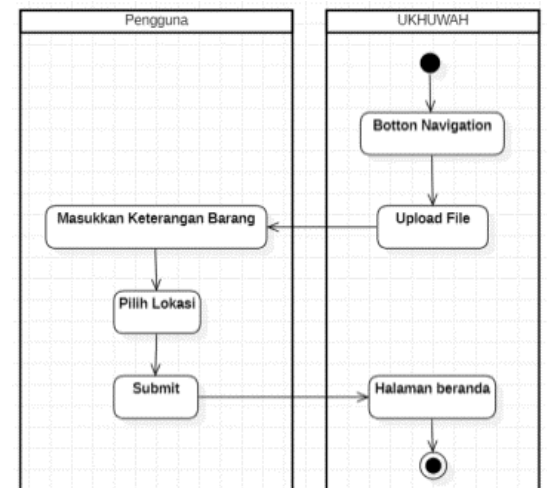 Pengguna
UKHUWAH
Botton Navigation
Masukkan Keterangan Barang
Upload File
Pilih Lokasi
Submit
Halaman beranda